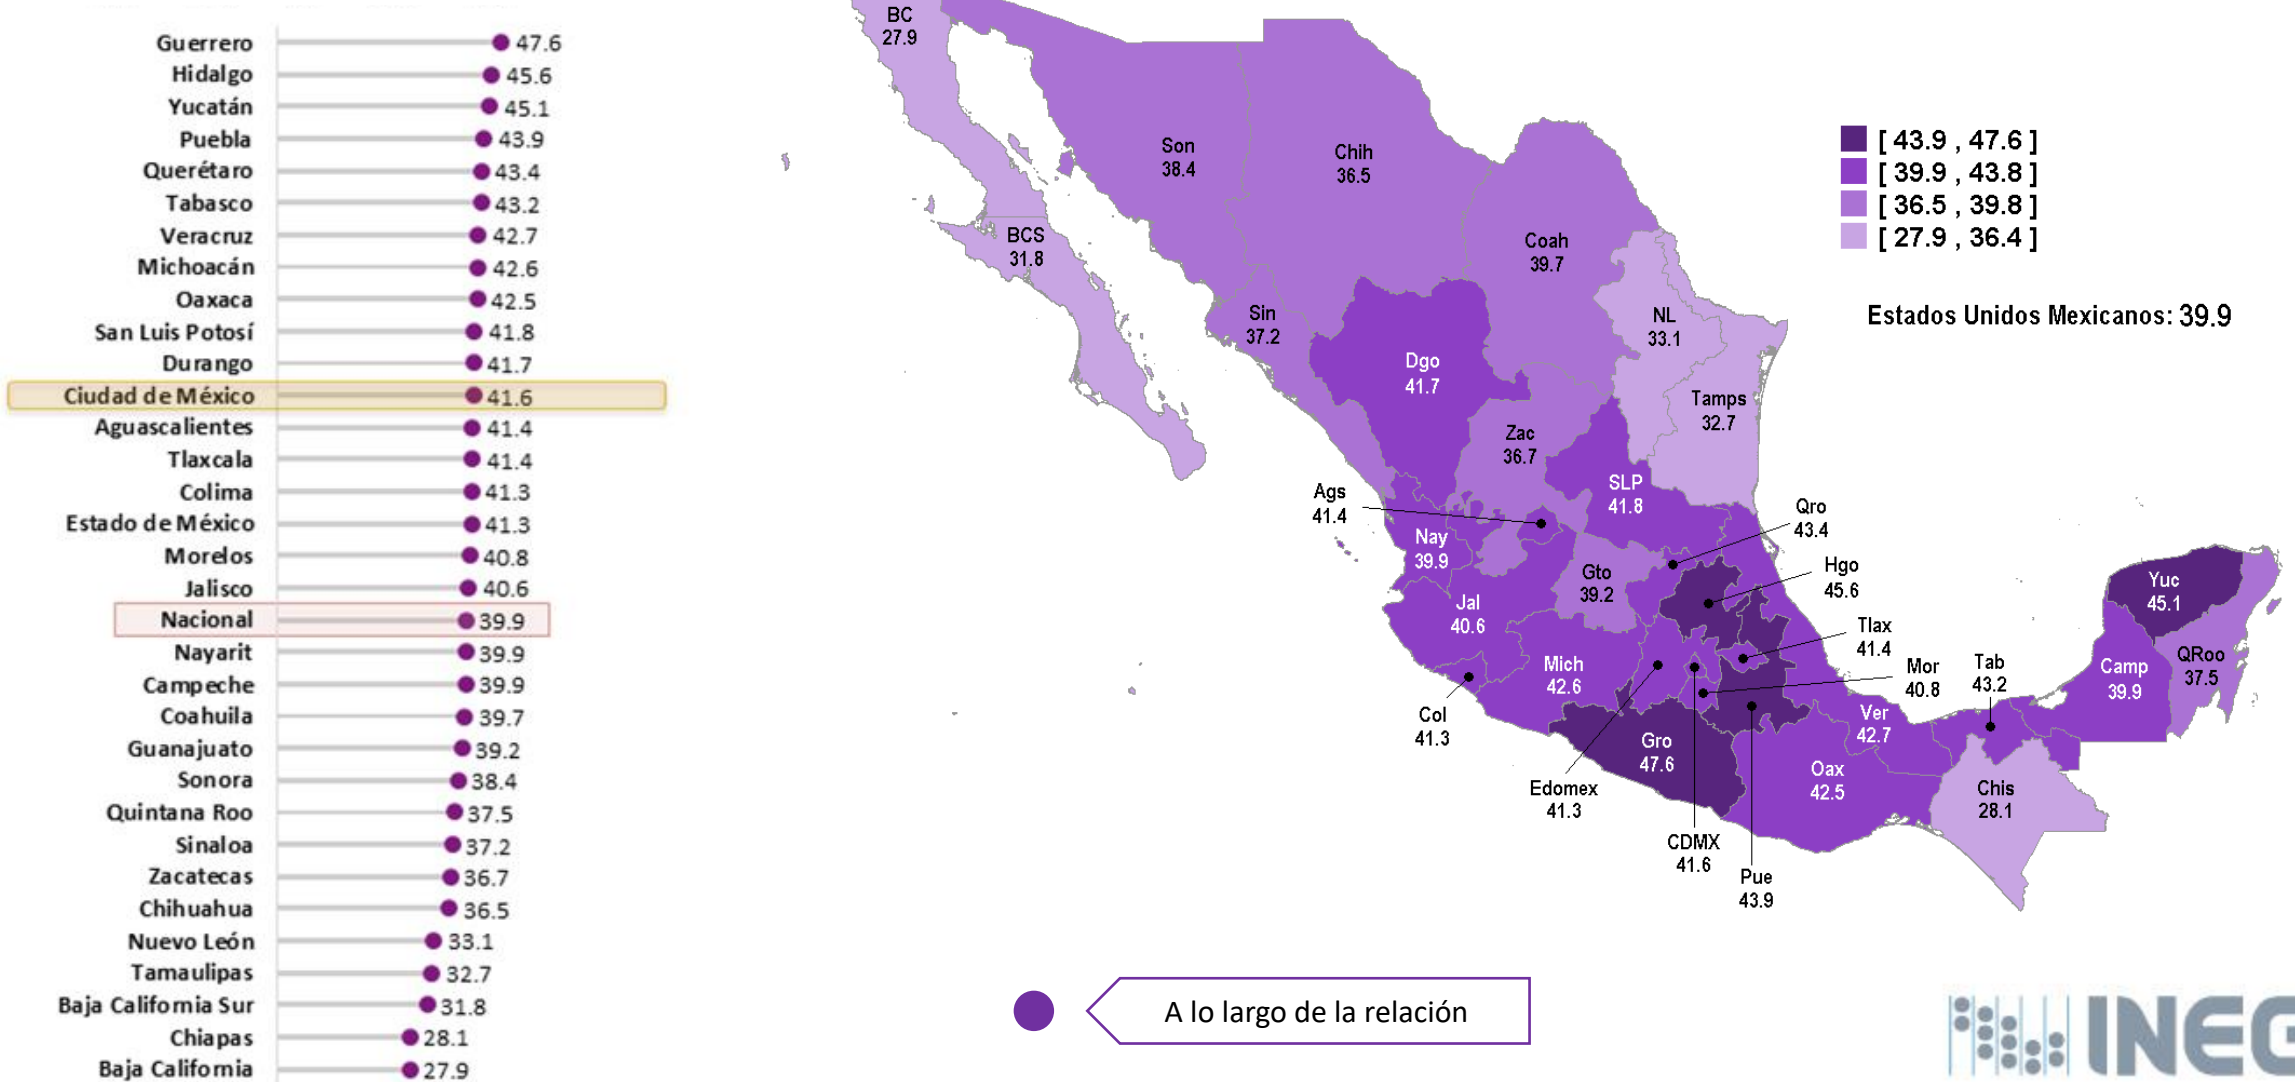 Guerrero 47.6
Hidalgo 45.6
Yucatán 45.1
Puebla 43.9
Querétaro 43.4
Tabasco 43.2
Veracruz 42.7
Michoacán 42.6
Oaxaca 42.5
San Luis Potosí 41.8
Durango 41.7
Ciudad de México 41.6
Aguascalientes 41.4
Tlaxcala 41.4
Colima 41.3
Estado de México 41.3
Morelos 40.8
Jalisco 40.6
Nacional 39.9
Nayarit 39.9
Campeche 39.9
Coahuila 39.7
Guanajuato 39.2
Sonora 38.4
Quintana Roo 37.5
Sinaloa 37.2
Zacatecas 36.7
Chihuahua 36.5
Nuevo León 33.1
Tamaulipas 32.7
Baja California Sur 31.8
Chiapas 28.1
Baja California 27.9
BC
27.9
BCS
31.8
Son
38.4
Chih
36.5
Coah
39.7
Sin
37.2
Dgo
41.7
NL
33.1
Tamps
32.7
Zac
36.7
SLP
41.8
Ags
41.4
Nay
39.9
Jal
40.6
Gto
39.2
Qro
43.4
Hgo
45.6
Tlax
41.4
Mor
40.8
Tab
43.2
Mich
42.6
Col
41.3
Gro
47.6
Edomex
41.3
CDMX
41.6
Pue
43.9
Ver
42.7
Oax
42.5
Chis
28.1
Camp
39.9
Yuc
45.1
QRoo
37.5
[ 43.9 , 47.6 ]
[ 39.9 , 43.8 ]
[ 36.5 , 39.8 ]
[ 27.9 , 36.4 ]
Estados Unidos Mexicanos: 39.9
A lo largo de la relación
INEG